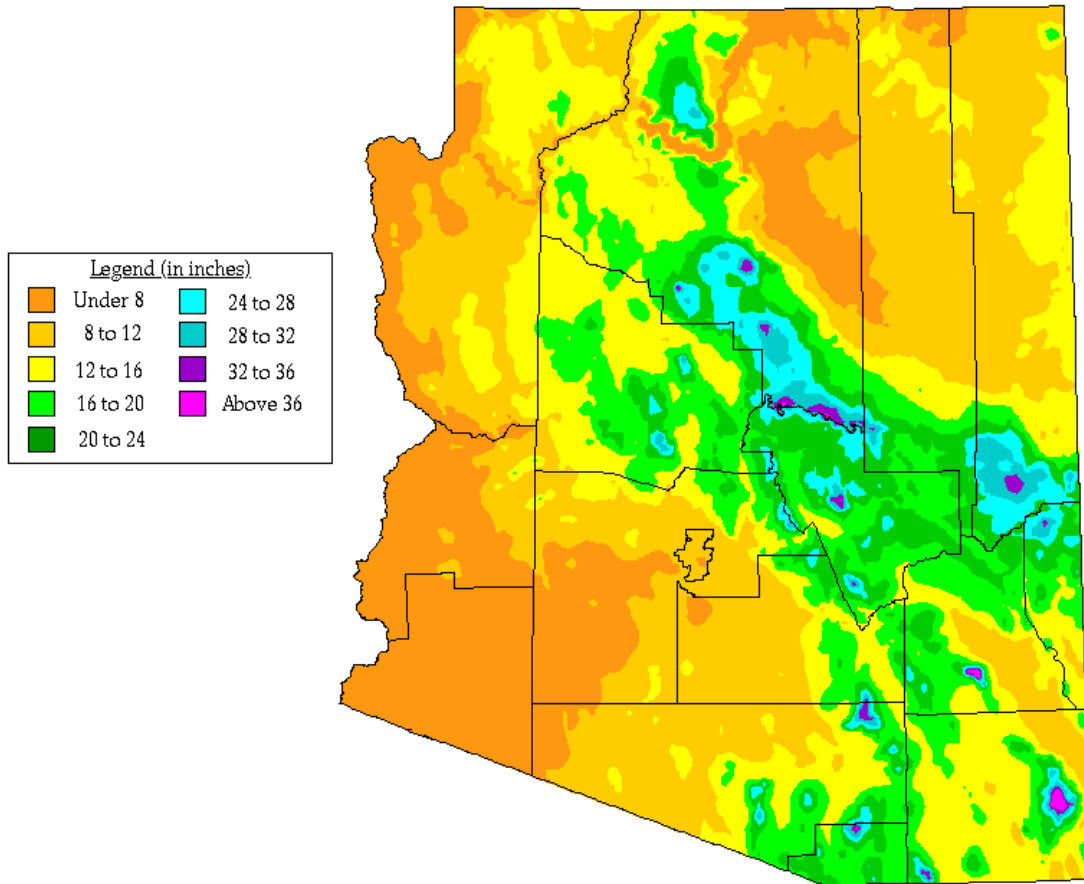 Legend (in inches)
Under 8
8 to 12
12 to 16
16 to 20
20 to 24
24 to 28
28 to 32
32 to 36
Above 36